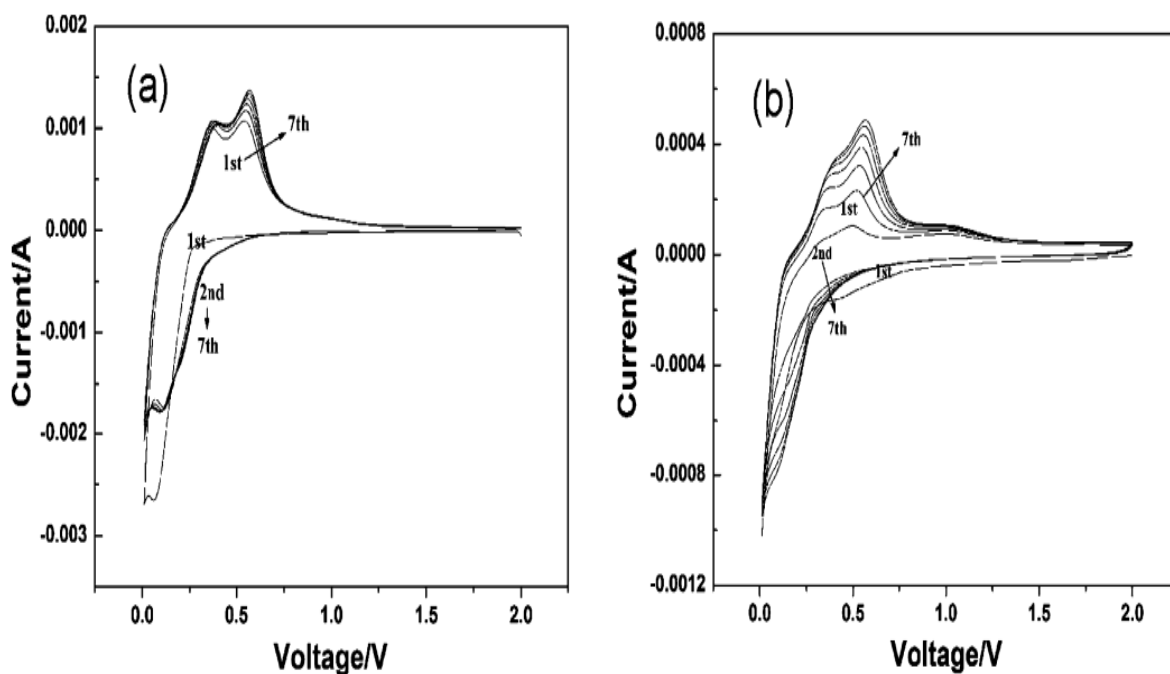 0.002
(a)
7th
0.001
1st
0.000
1st
2nd
-0.001
7th
-0.002
-0.003
0.0 0.5 1.0 1.5 2.0
Voltage/V
Current/A
0.0008
(b)
7th
0.0004
1st
0.0000
2nd
1st
7th
-0.0004
-0.0008
-0.0012
0.0 0.5 1.0 1.5 2.0
Voltage/V
Current/A